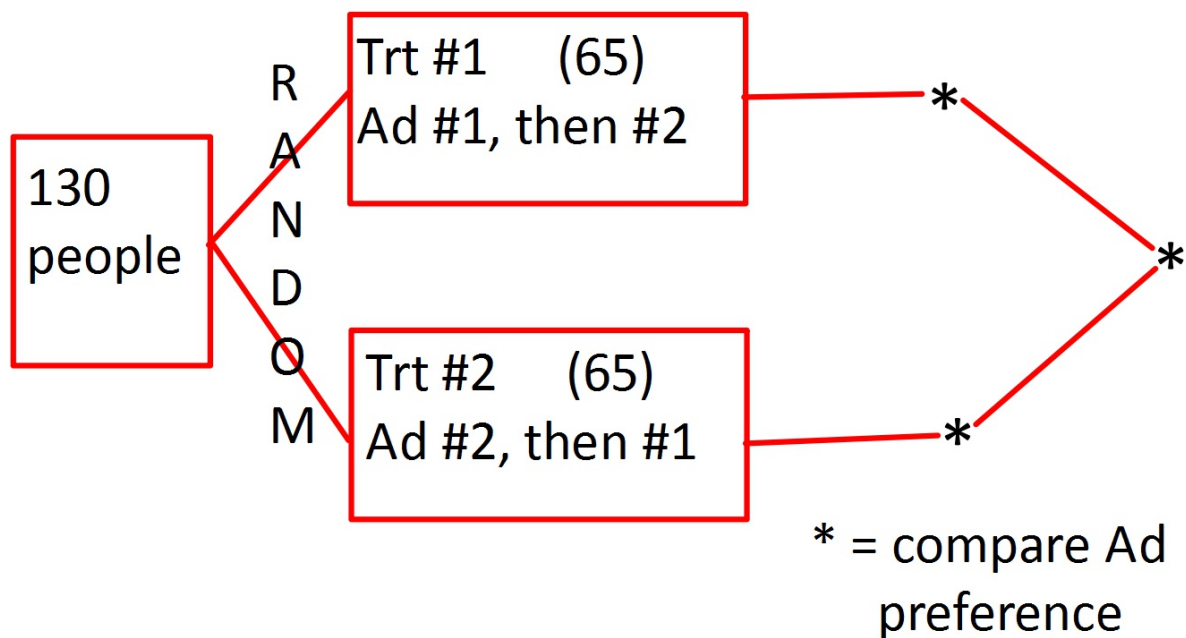 130
people
RANDOM
Trt #1 (65)
Ad #1, then #2
*
Trt #2 (65)
Ad #2, then #1
*
*
* = compare Ad
preference